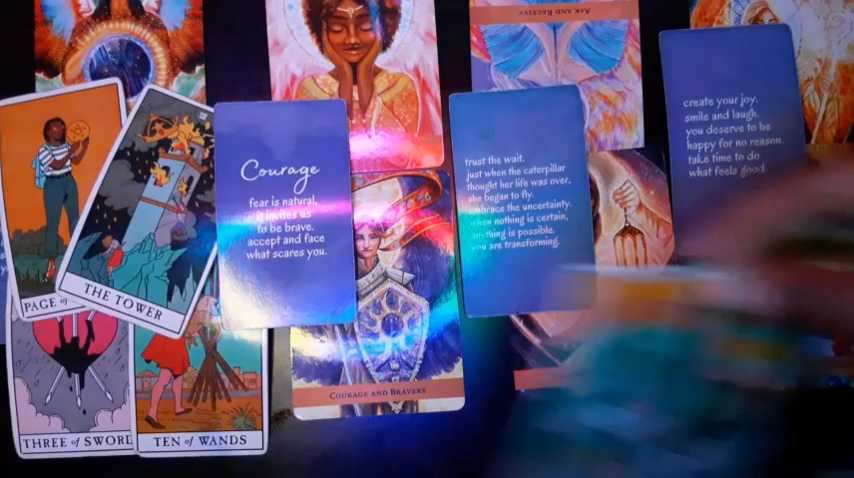 ASK AND RECEIVE
create your joy.
smile and laugh.
you deserve to be
happy for no reason.
take time to do
what feels good.
trust the wait.
just when the caterpillar
thought her life was over,
she began to fly.
embrace the uncertainty.
when nothing is certain,
anything is possible.
you are transforming.
Courage
fear is natural,
it invites us
to be brave.
accept and face
what scares you.
PAGE of
THE TOWER
COURAGE AND BRAVERY
THREE of SWORD
TEN of WANDS